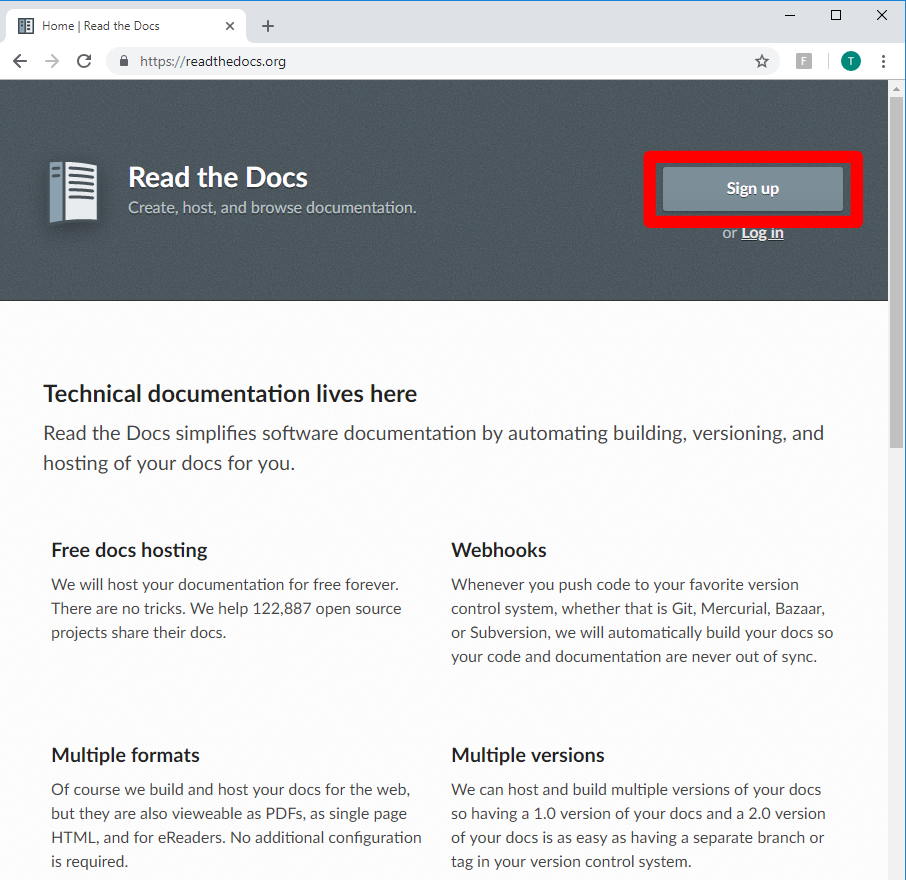 Home | Read the Docs
https://readthedocs.org
F
T
Read the Docs
Create, host, and browse documentation.
Sign up
or Log in
Technical documentation lives here
Read the Docs simplifies software documentation by automating building, versioning, and
hosting of your docs for you.
Free docs hosting
We will host your documentation for free forever.
There are no tricks. We help 122,887 open source
projects share their docs.
Webhooks
Whenever you push code to your favorite version
control system, whether that is Git, Mercurial, Bazaar,
or Subversion, we will automatically build your docs so
your code and documentation are never out of sync.
Multiple formats
Of course we build and host your docs for the web,
but they are also viewable as PDFs, as single page
HTML, and for eReaders. No additional configuration
is required.
Multiple versions
We can host and build multiple versions of your docs
so having a 1.0 version of your docs and a 2.0 version
of your docs is as easy as having a separate branch or
tag in your version control system.